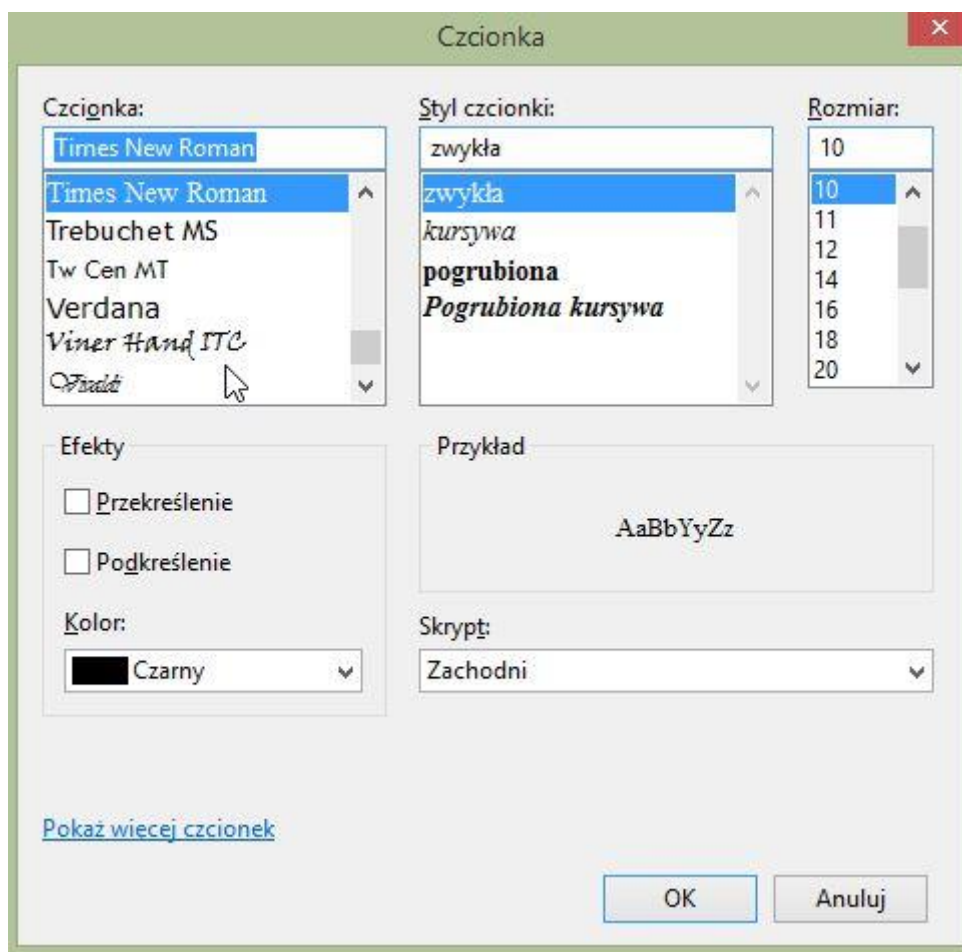 Czcionka
Czcionka:
Times New Roman
Times New Roman
Trebuchet MS
Tw Cen MT
Verdana
Viner Hand ITC
Vivaldi
Styl czcionki:
zwykła
zwykła
kursywa
pogrubiona
Pogrubiona kursywa
Rozmiar:
10
10
11
12
14
16
18
20
Efekty
Przekreślenie
Podkreślenie
Kolor:
Czarny
Przykład
AaBbYyZz
Skrypt:
Zachodni
Pokaż więcej czcionek
OK
Anuluj